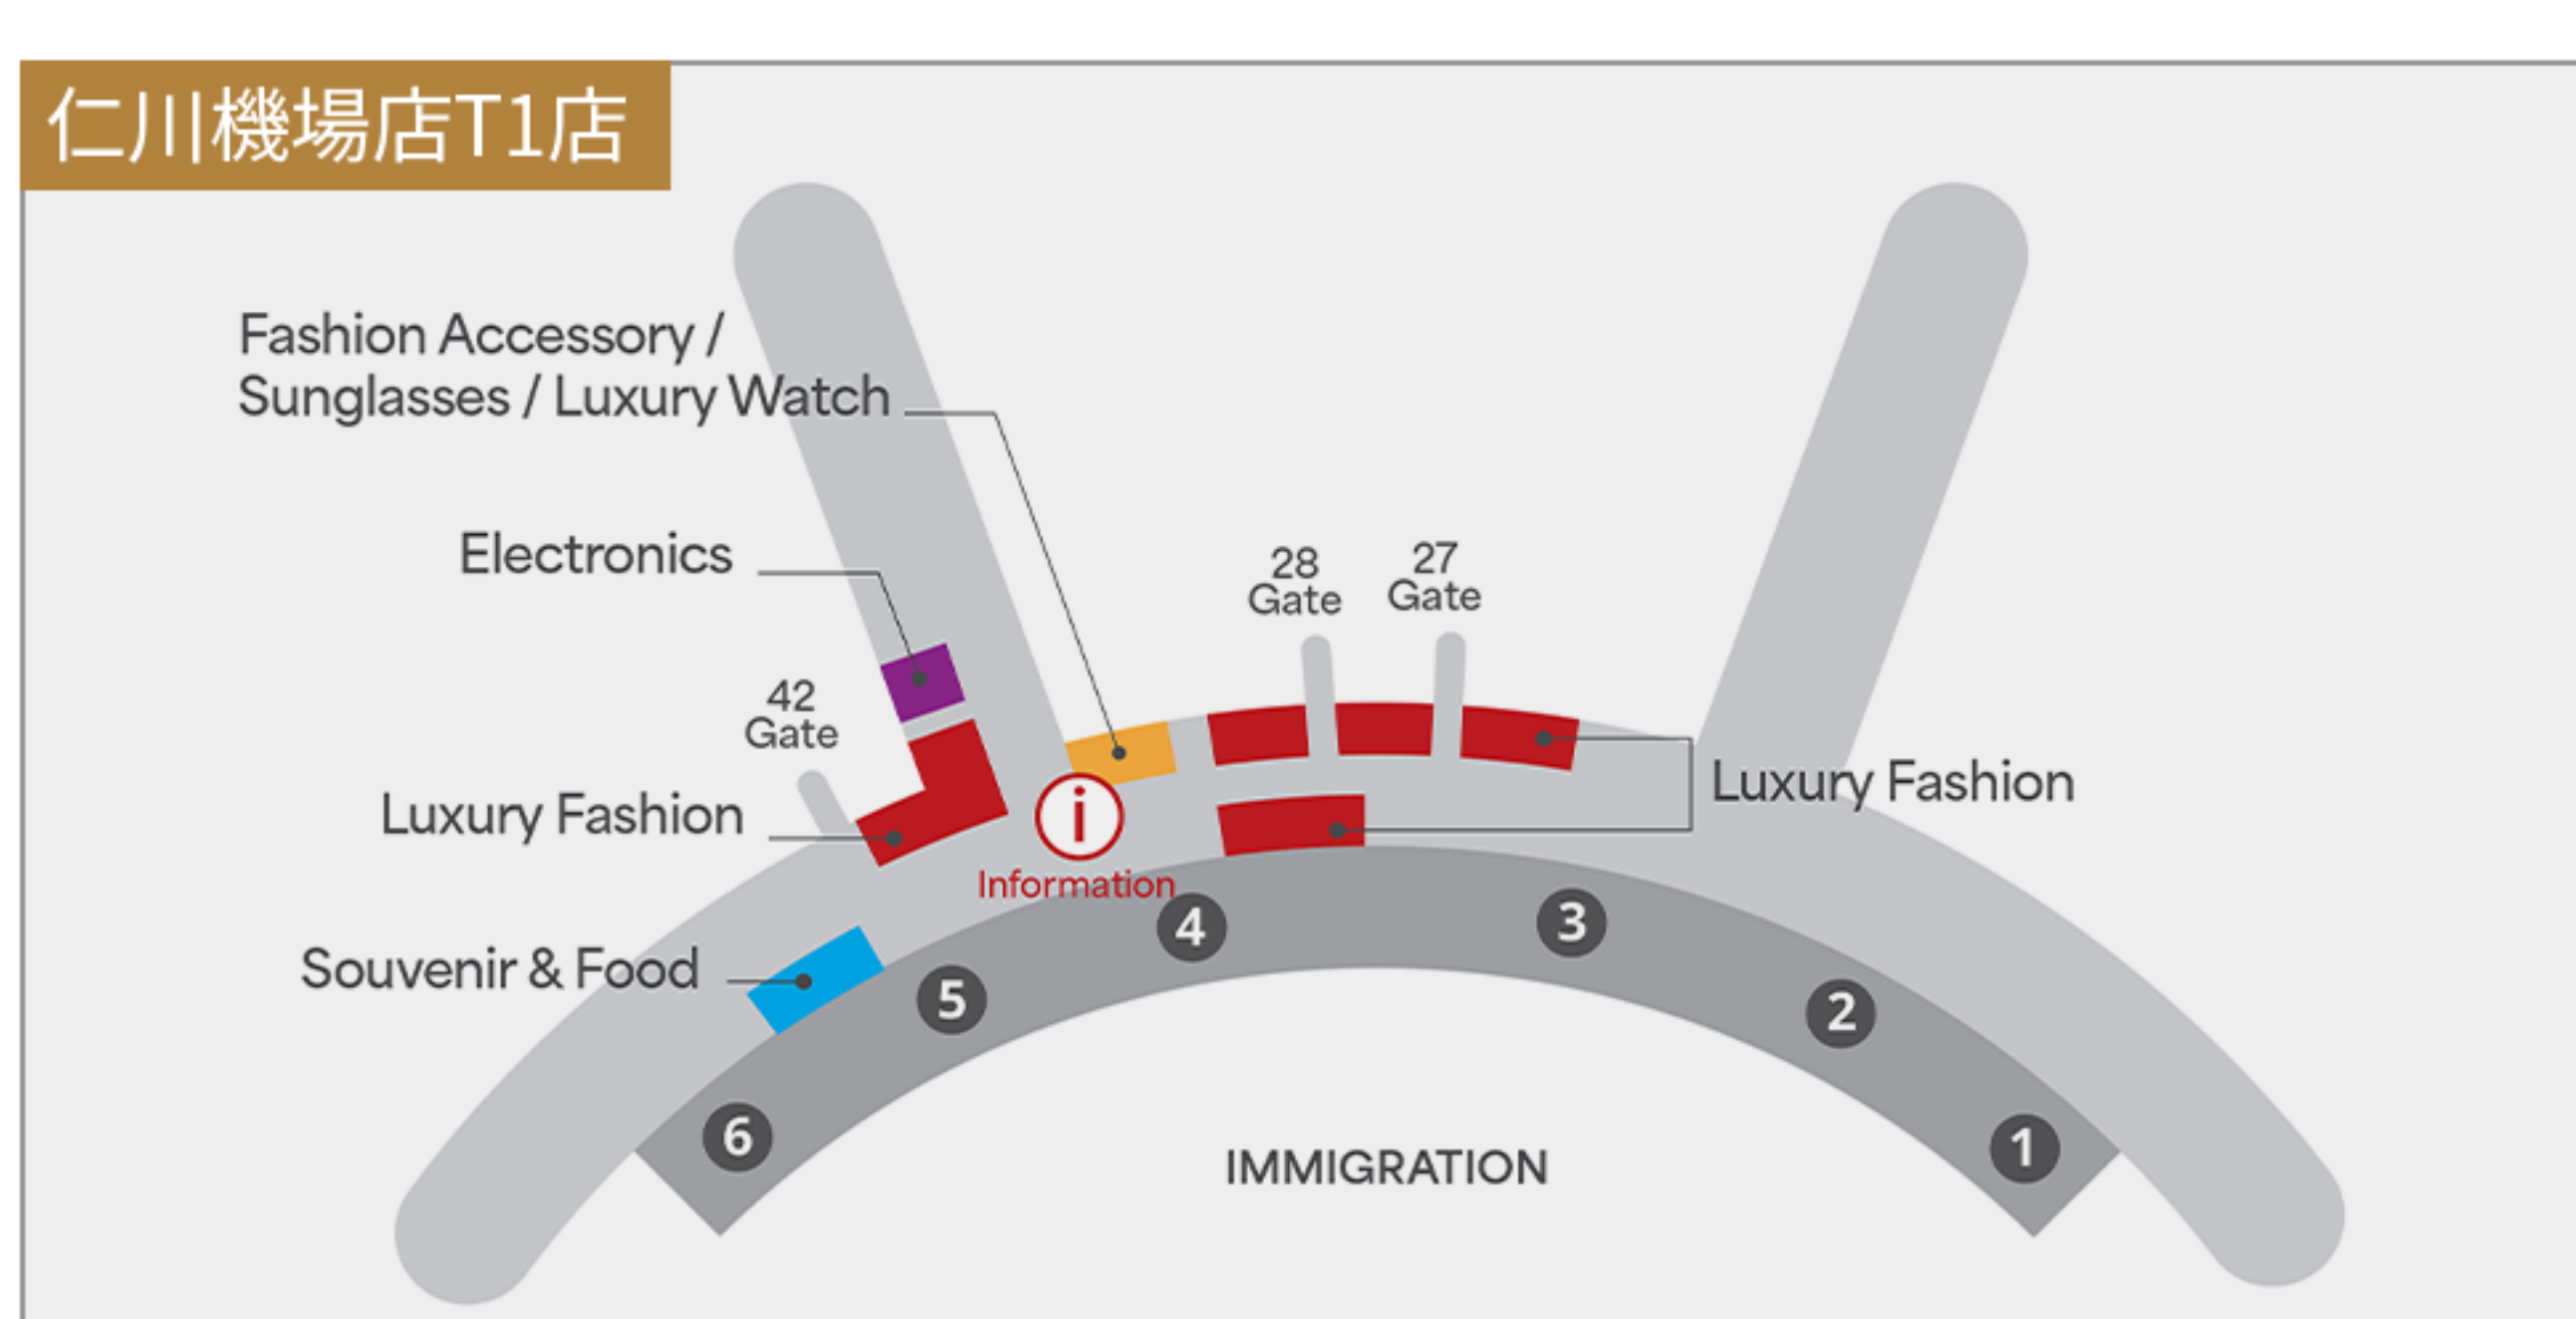 仁川機場店T1店
Fashion Accessory /
Sunglasses / Luxury Watch
Electronics
28
Gate
27
Gate
42
Gate
Luxury Fashion
Luxury Fashion
i
Information
Souvenir & Food
4
3
5
2
6
1
IMMIGRATION